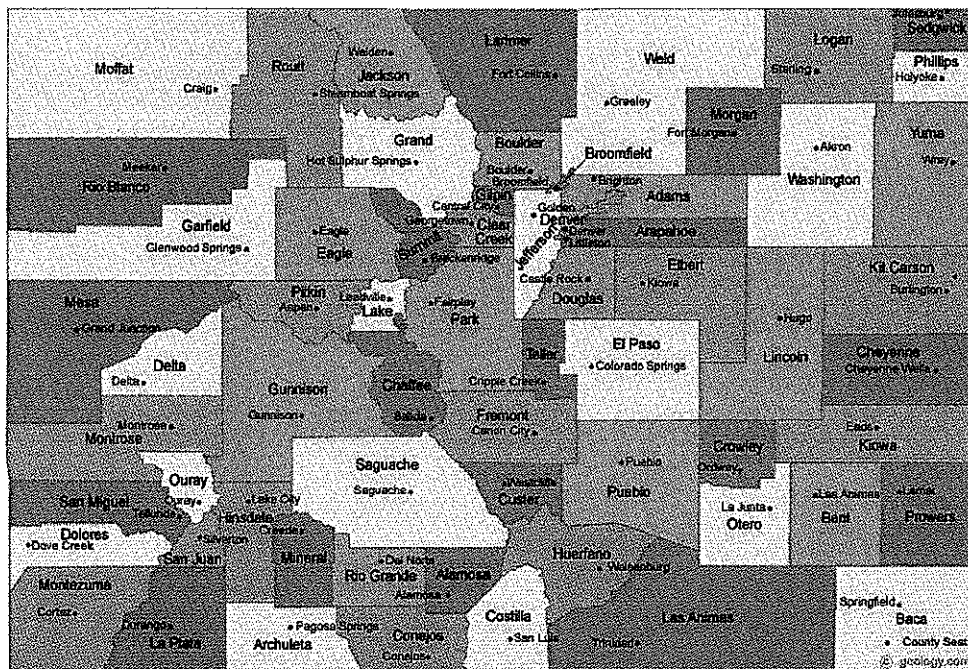 Moffat
Craig
Routt
Steamboat Springs
Walden
Jackson
Larimer
Fort Collins
Weld
Greeley
Logan
Sterling
Sedgwick
Phillips
Holyoke
Meeker
Rio Blanco
Grand
Hot Sulphur Springs
Boulder
Boulder
Broomfield
Broomfield
Morgan
Fort Morgan
Akron
Washington
Yuma
Wray
Garfield
Glenwood Springs
Eagle
Eagle
Gilpin
Central City
Georgetown
Clear
Creek
Summit
Breckenridge
Golden
Jefferson
Denver
Denver
Littleton
Brighton
Adams
Arapahoe
Mesa
Grand Junction
Pitkin
Aspen
Leadville
Lake
Fairplay
Park
Castle Rock
Douglas
Elbert
Kiowa
Hugo
Lincoln
Kit Carson
Burlington
Delta
Delta
Gunnison
Gunnison
Chaffee
Salida
Teller
Cripple Creek
El Paso
Colorado Springs
Cheyenne
Cheyenne Wells
Montrose
Montrose
Fremont
Canon City
Eads
Kiowa
Ouray
Ouray
Saguache
Saguache
Westcliffe
Custer
Pueblo
Pueblo
Crowley
Ordway
San Miguel
Telluride
Lake City
Hinsdale
Creede
La Junta
Otero
Las Animas
Bent
Lamar
Prowers
Dolores
Dove Creek
Silverton
San Juan
Mineral
Del Norte
Rio Grande
Alamosa
Alamosa
Huerfano
Walsenburg
Montezuma
Cortez
Durango
La Plata
Pagosa Springs
Archuleta
Conejos
Conejos
Costilla
San Luis
Las Animas
Trinidad
Springfield
Baca
County Seat
geology.com